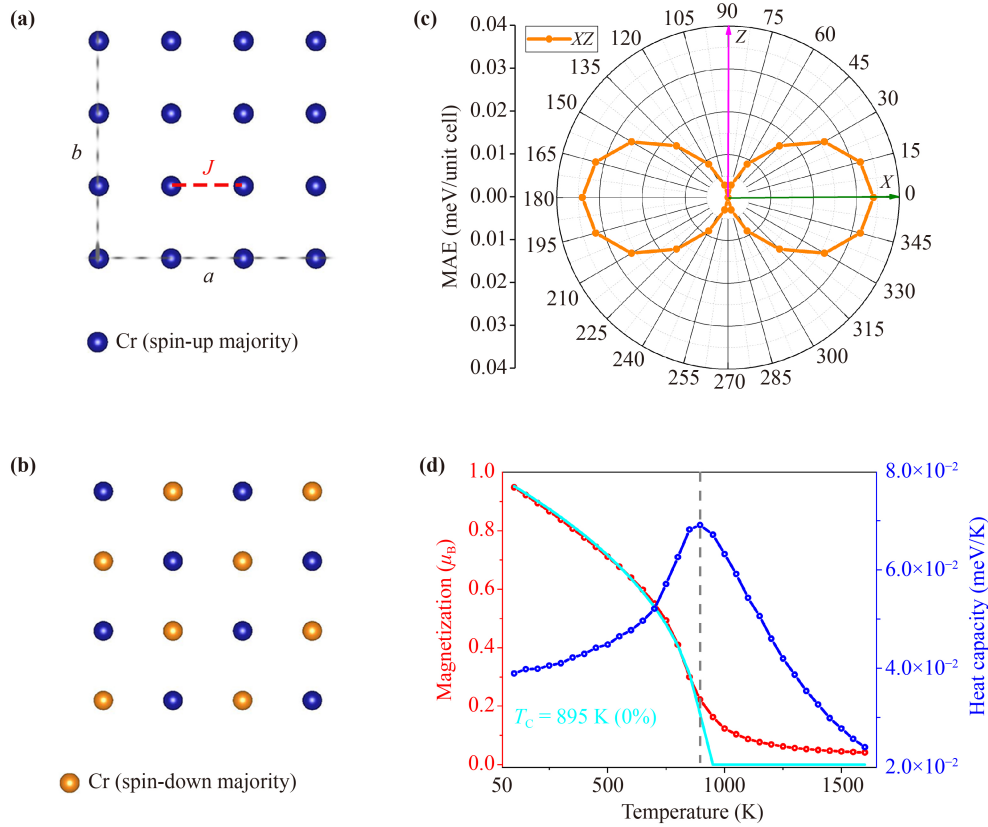 (a)
b
J
a
Cr (spin-up majority)
(b)
Cr (spin-down majority)
(c)
MAE (meV/unit cell)
0.04
0.03
0.02
0.01
0.00
0.01
0.02
0.03
0.04
XZ
Z
X
0
15
30
45
60
75
90
105
120
135
150
165
180
195
210
225
240
255
270
285
300
315
330
345
(d)
Magnetization (μB)
1.0
0.8
0.6
0.4
0.2
0.0
TC = 895 K (0%)
50
500
1000
1500
Temperature (K)
8.0×10⁻²
6.0×10⁻²
4.0×10⁻²
2.0×10⁻²
Heat capacity (meV/K)